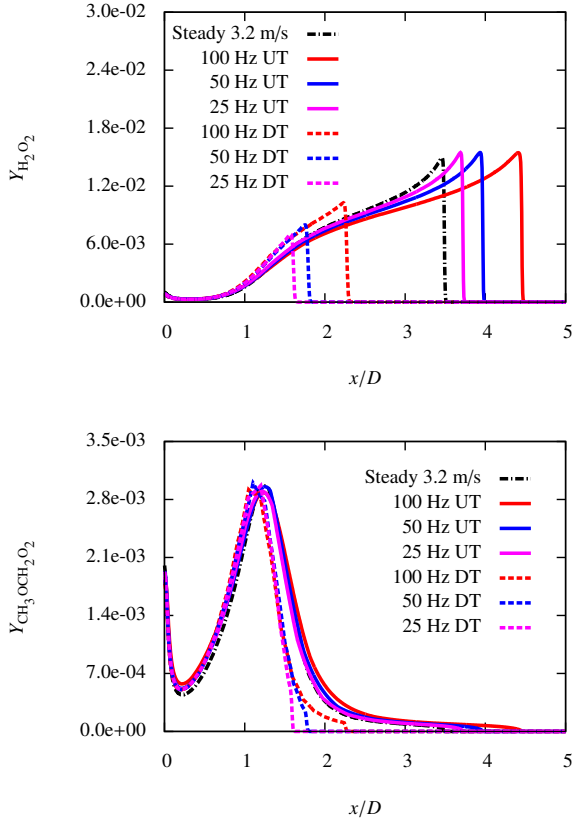 3.0e-02
2.4e-02
1.8e-02
1.2e-02
6.0e-03
0.0e+00
Y_{H_2O_2}
Steady 3.2 m/s
100 Hz UT
50 Hz UT
25 Hz UT
100 Hz DT
50 Hz DT
25 Hz DT
0 1 2 3 4 5
x/D
3.5e-03
2.8e-03
2.1e-03
1.4e-03
7.0e-04
0.0e+00
Y_{CH_3OCH_2O_2}
Steady 3.2 m/s
100 Hz UT
50 Hz UT
25 Hz UT
100 Hz DT
50 Hz DT
25 Hz DT
0 1 2 3 4 5
x/D